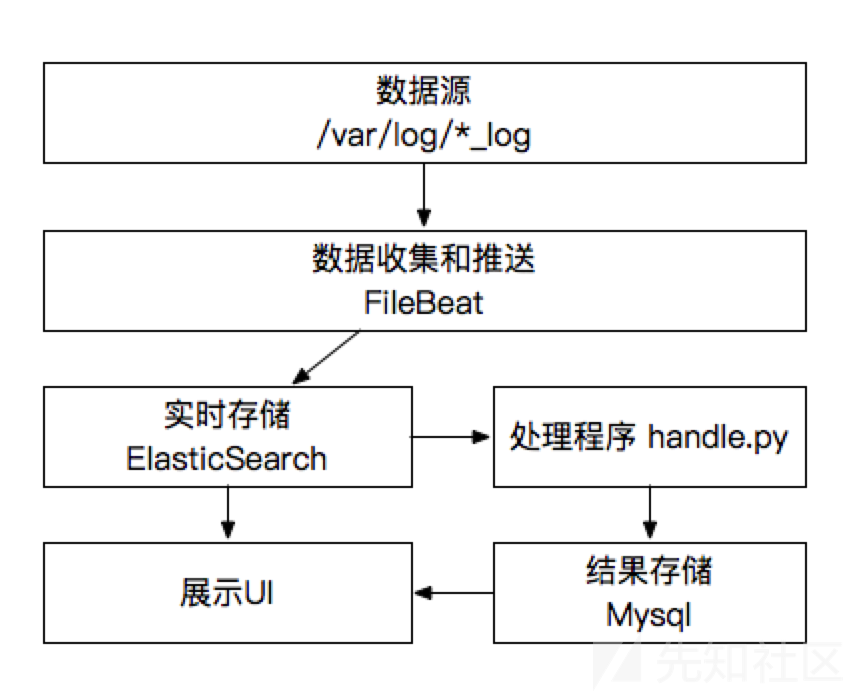 数据源
/var/log/*_log
数据收集和推送
FileBeat
实时存储
ElasticSearch
处理程序 handle.py
展示UI
结果存储
Mysql
先知社区